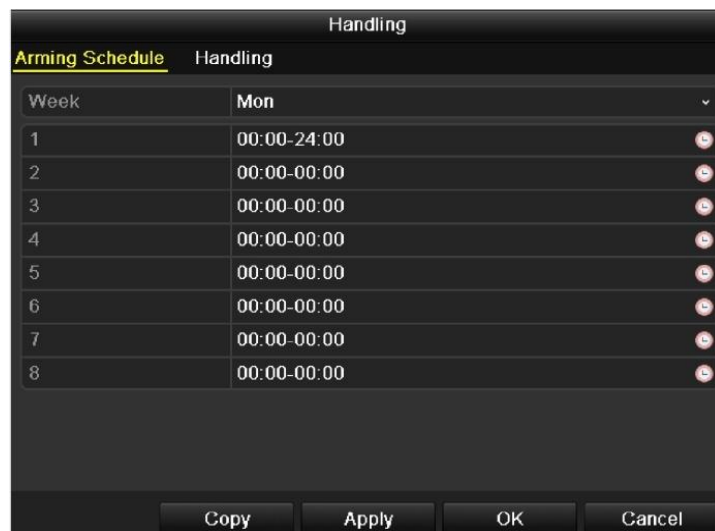 Handling
Arming Schedule Handling
Week Mon
1 00:00-24:00
2 00:00-00:00
3 00:00-00:00
4 00:00-00:00
5 00:00-00:00
6 00:00-00:00
7 00:00-00:00
8 00:00-00:00
Copy Apply OK Cancel